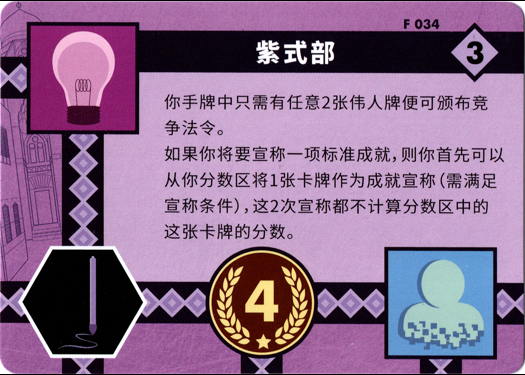 F 034
紫式部
3
你手牌中只需有任意2张伟人牌便可颁布竞
争法令。
如果你将要宣称一项标准成就，则你首先可以
从你分数区将1张卡牌作为成就宣称（需满足
宣称条件），这2次宣称都不计算分数区中的
这张卡牌的分数。
4